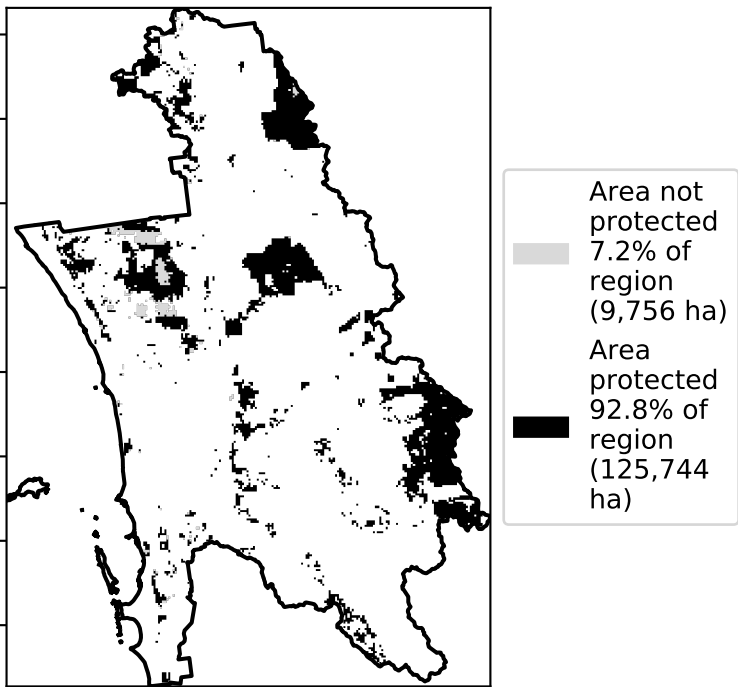 Area not
protected
7.2% of
region
(9,756 ha)
Area
protected
92.8% of
region
(125,744
ha)